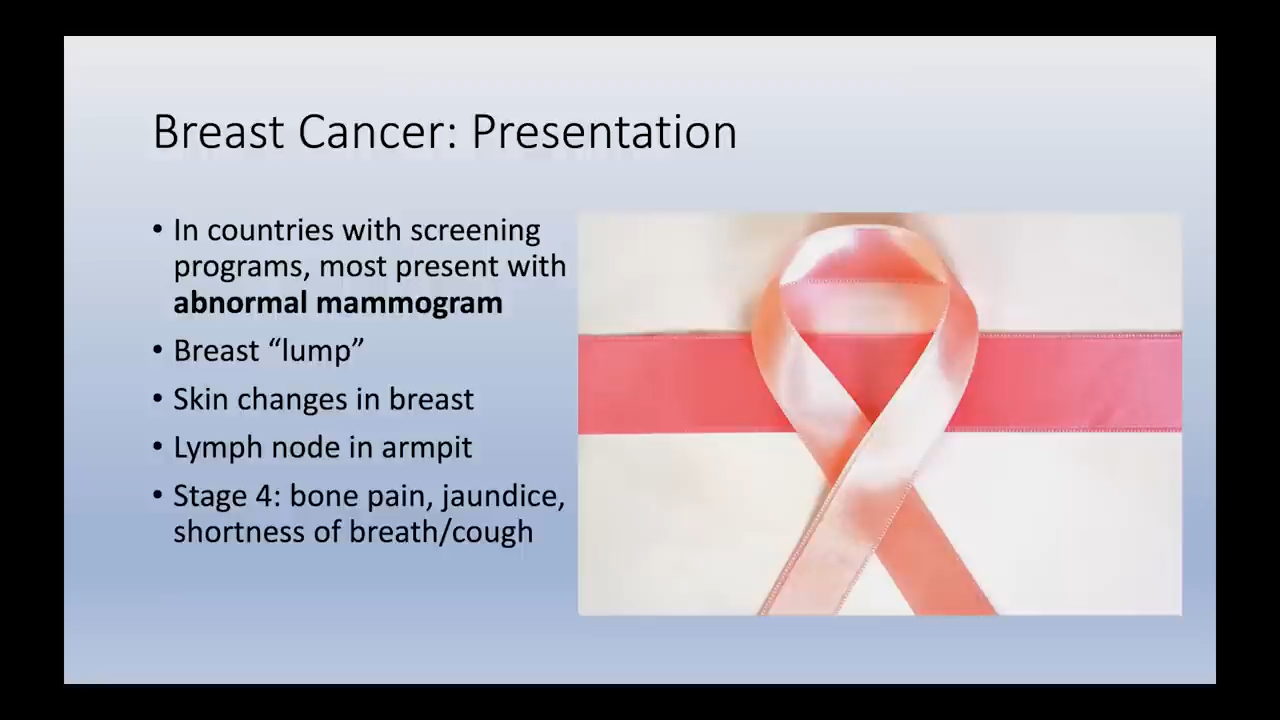 Breast Cancer: Presentation
• In countries with screening
programs, most present with
abnormal mammogram
• Breast “lump”
• Skin changes in breast
• Lymph node in armpit
• Stage 4: bone pain, jaundice,
shortness of breath/cough